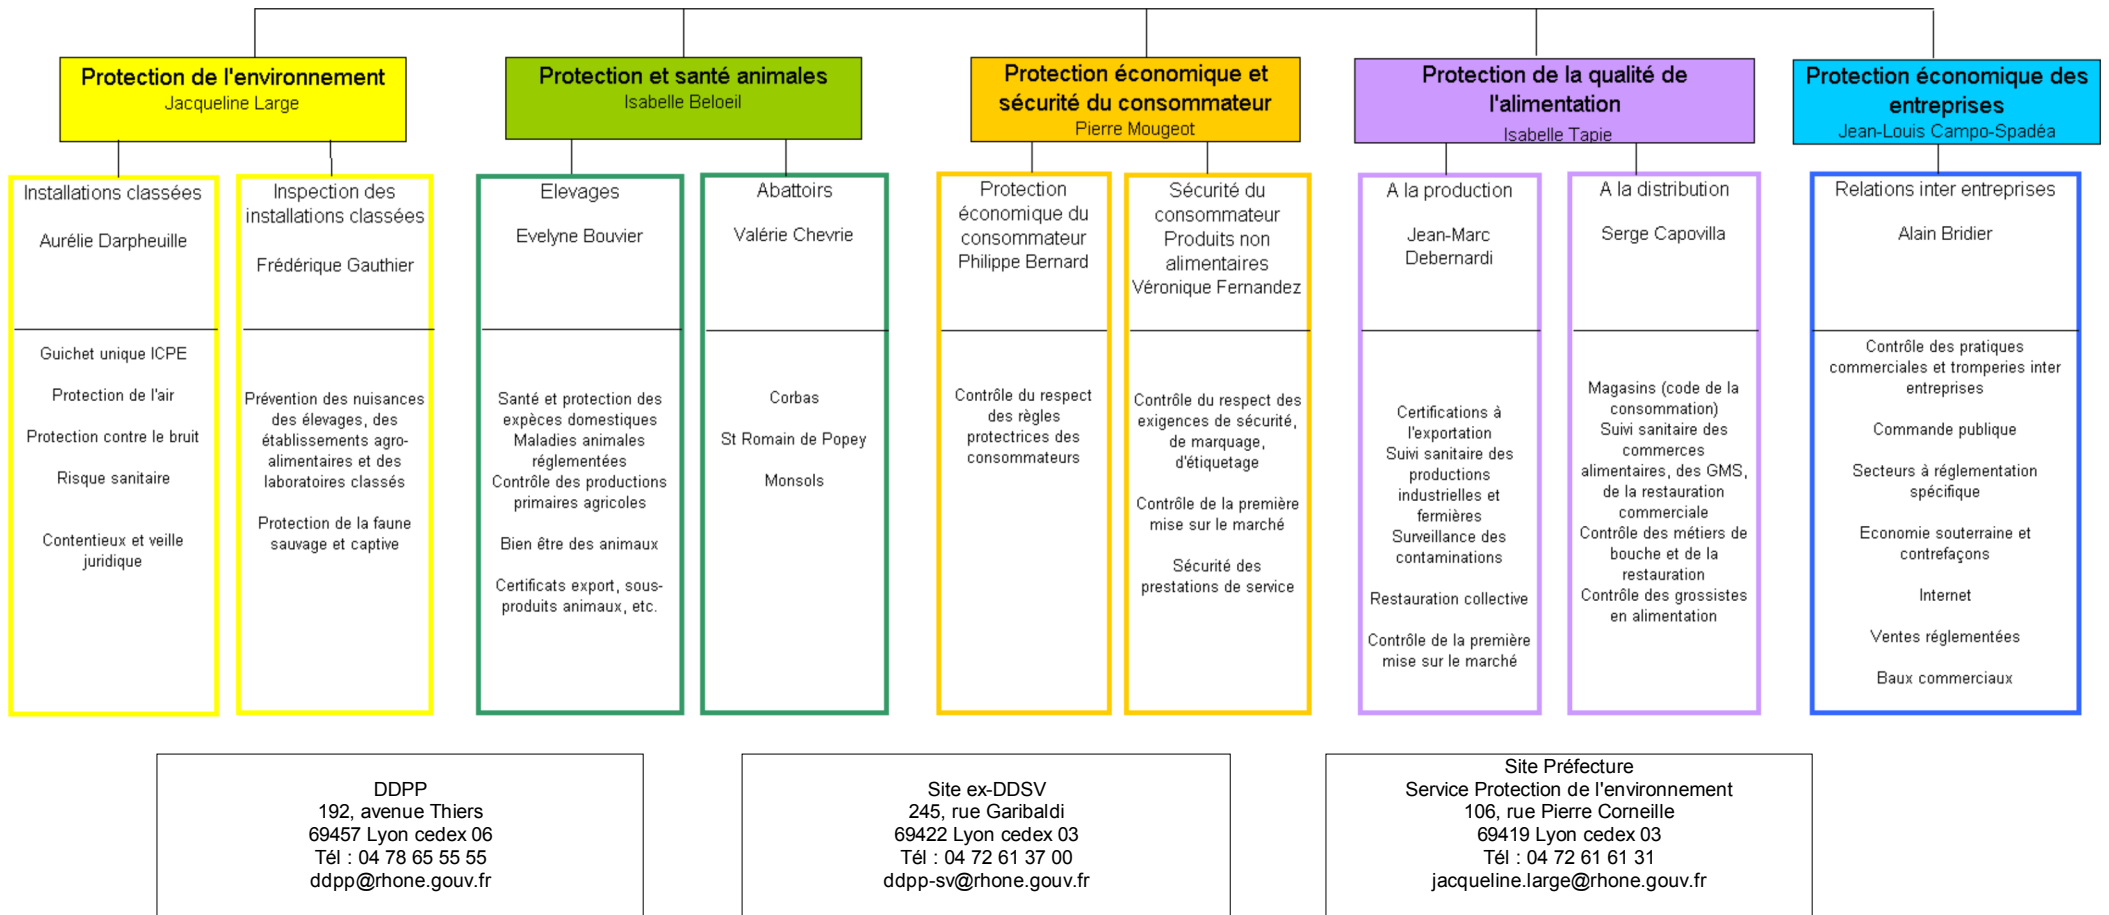 Protection de l'environnement
Jacqueline Large
Protection et santé animales
Isabelle Beloeil
Protection économique et
sécurité du consommateur
Pierre Mougeot
Protection de la qualité de
l'alimentation
Isabelle Tapie
Protection économique des
entreprises
Jean-Louis Campo-Spadéa
Installations classées
Aurélie Darpheuille
Guichet unique ICPE
Protection de l'air
Protection contre le bruit
Risque sanitaire
Contentieux et veille
juridique
Inspection des
installations classées
Frédérique Gauthier
Prévention des nuisances
des élevages, des
établissements agro-
alimentaires et des
laboratoires classés
Protection de la faune
sauvage et captive
Elevages
Evelyne Bouvier
Santé et protection des
expèces domestiques
Maladies animales
réglementées
Contrôle des productions
primaires agricoles
Bien être des animaux
Certificats export, sous-
produits animaux, etc.
Abattoirs
Valérie Chevrie
Corbas
St Romain de Popey
Monsols
Protection
économique du
consommateur
Philippe Bernard
Contrôle du respect
des règles
protectrices des
consommateurs
Sécurité du
consommateur
Produits non
alimentaires
Véronique Fernandez
Contrôle du respect des
exigences de sécurité,
de marquage,
d'étiquetage
Contrôle de la première
mise sur le marché
Sécurité des
prestations de service
A la production
Jean-Marc
Debernardi
Certifications à
l'exportation
Suivi sanitaire des
productions
industrielles et
fermières
Surveillance des
contaminations
Restauration collective
Contrôle de la première
mise sur le marché
A la distribution
Serge Capovilla
Magasins (code de la
consommation)
Suivi sanitaire des
commerces
alimentaires, des GMS,
de la restauration
commerciale
Contrôle des métiers de
bouche et de la
restauration
Contrôle des grossistes
en alimentation
Relations inter entreprises
Alain Bridier
Contrôle des pratiques
commerciales et tromperies inter
entreprises
Commande publique
Secteurs à réglementation
spécifique
Economie souterraine et
contrefaçons
Internet
Ventes réglementées
Baux commerciaux
DDPP
192, avenue Thiers
69457 Lyon cedex 06
Tél : 04 78 65 55 55
ddpp@rhone.gouv.fr
Site ex-DDSV
245, rue Garibaldi
69422 Lyon cedex 03
Tél : 04 72 61 37 00
ddpp-sv@rhone.gouv.fr
Site Préfecture
Service Protection de l'environnement
106, rue Pierre Corneille
69419 Lyon cedex 03
Tél : 04 72 61 61 31
jacqueline.large@rhone.gouv.fr